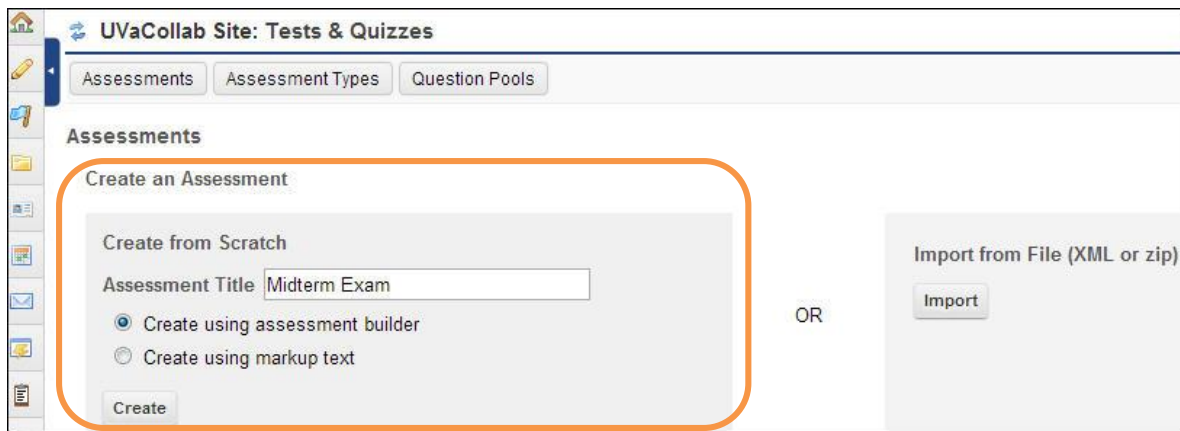 UVaCollab Site: Tests & Quizzes
Assessments Assessment Types Question Pools
Assessments
Create an Assessment
Create from Scratch
Assessment Title Midterm Exam
Create using assessment builder
Create using markup text
Create
OR
Import from File (XML or zip)
Import